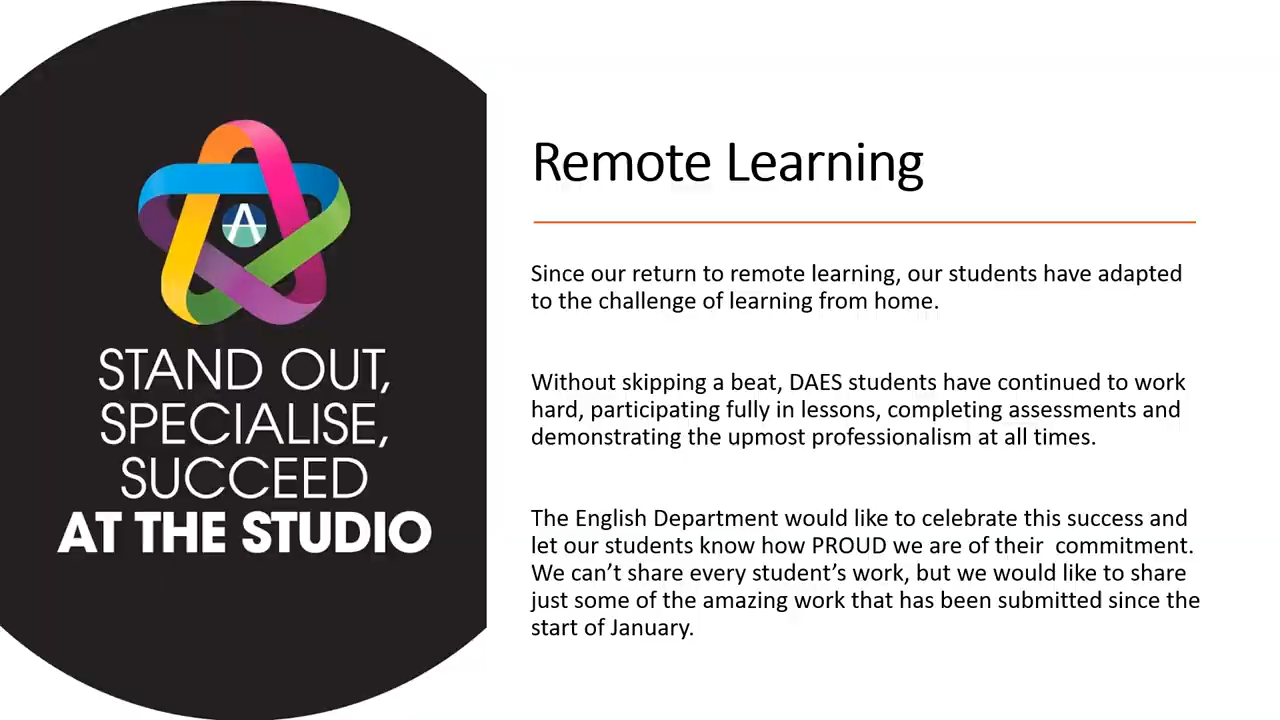 A
STAND OUT,
SPECIALISE,
SUCCEED
AT THE STUDIO
Remote Learning
Since our return to remote learning, our students have adapted
to the challenge of learning from home.
Without skipping a beat, DAES students have continued to work
hard, participating fully in lessons, completing assessments and
demonstrating the upmost professionalism at all times.
The English Department would like to celebrate this success and
let our students know how PROUD we are of their  commitment.
We can’t share every student’s work, but we would like to share
just some of the amazing work that has been submitted since the
start of January.